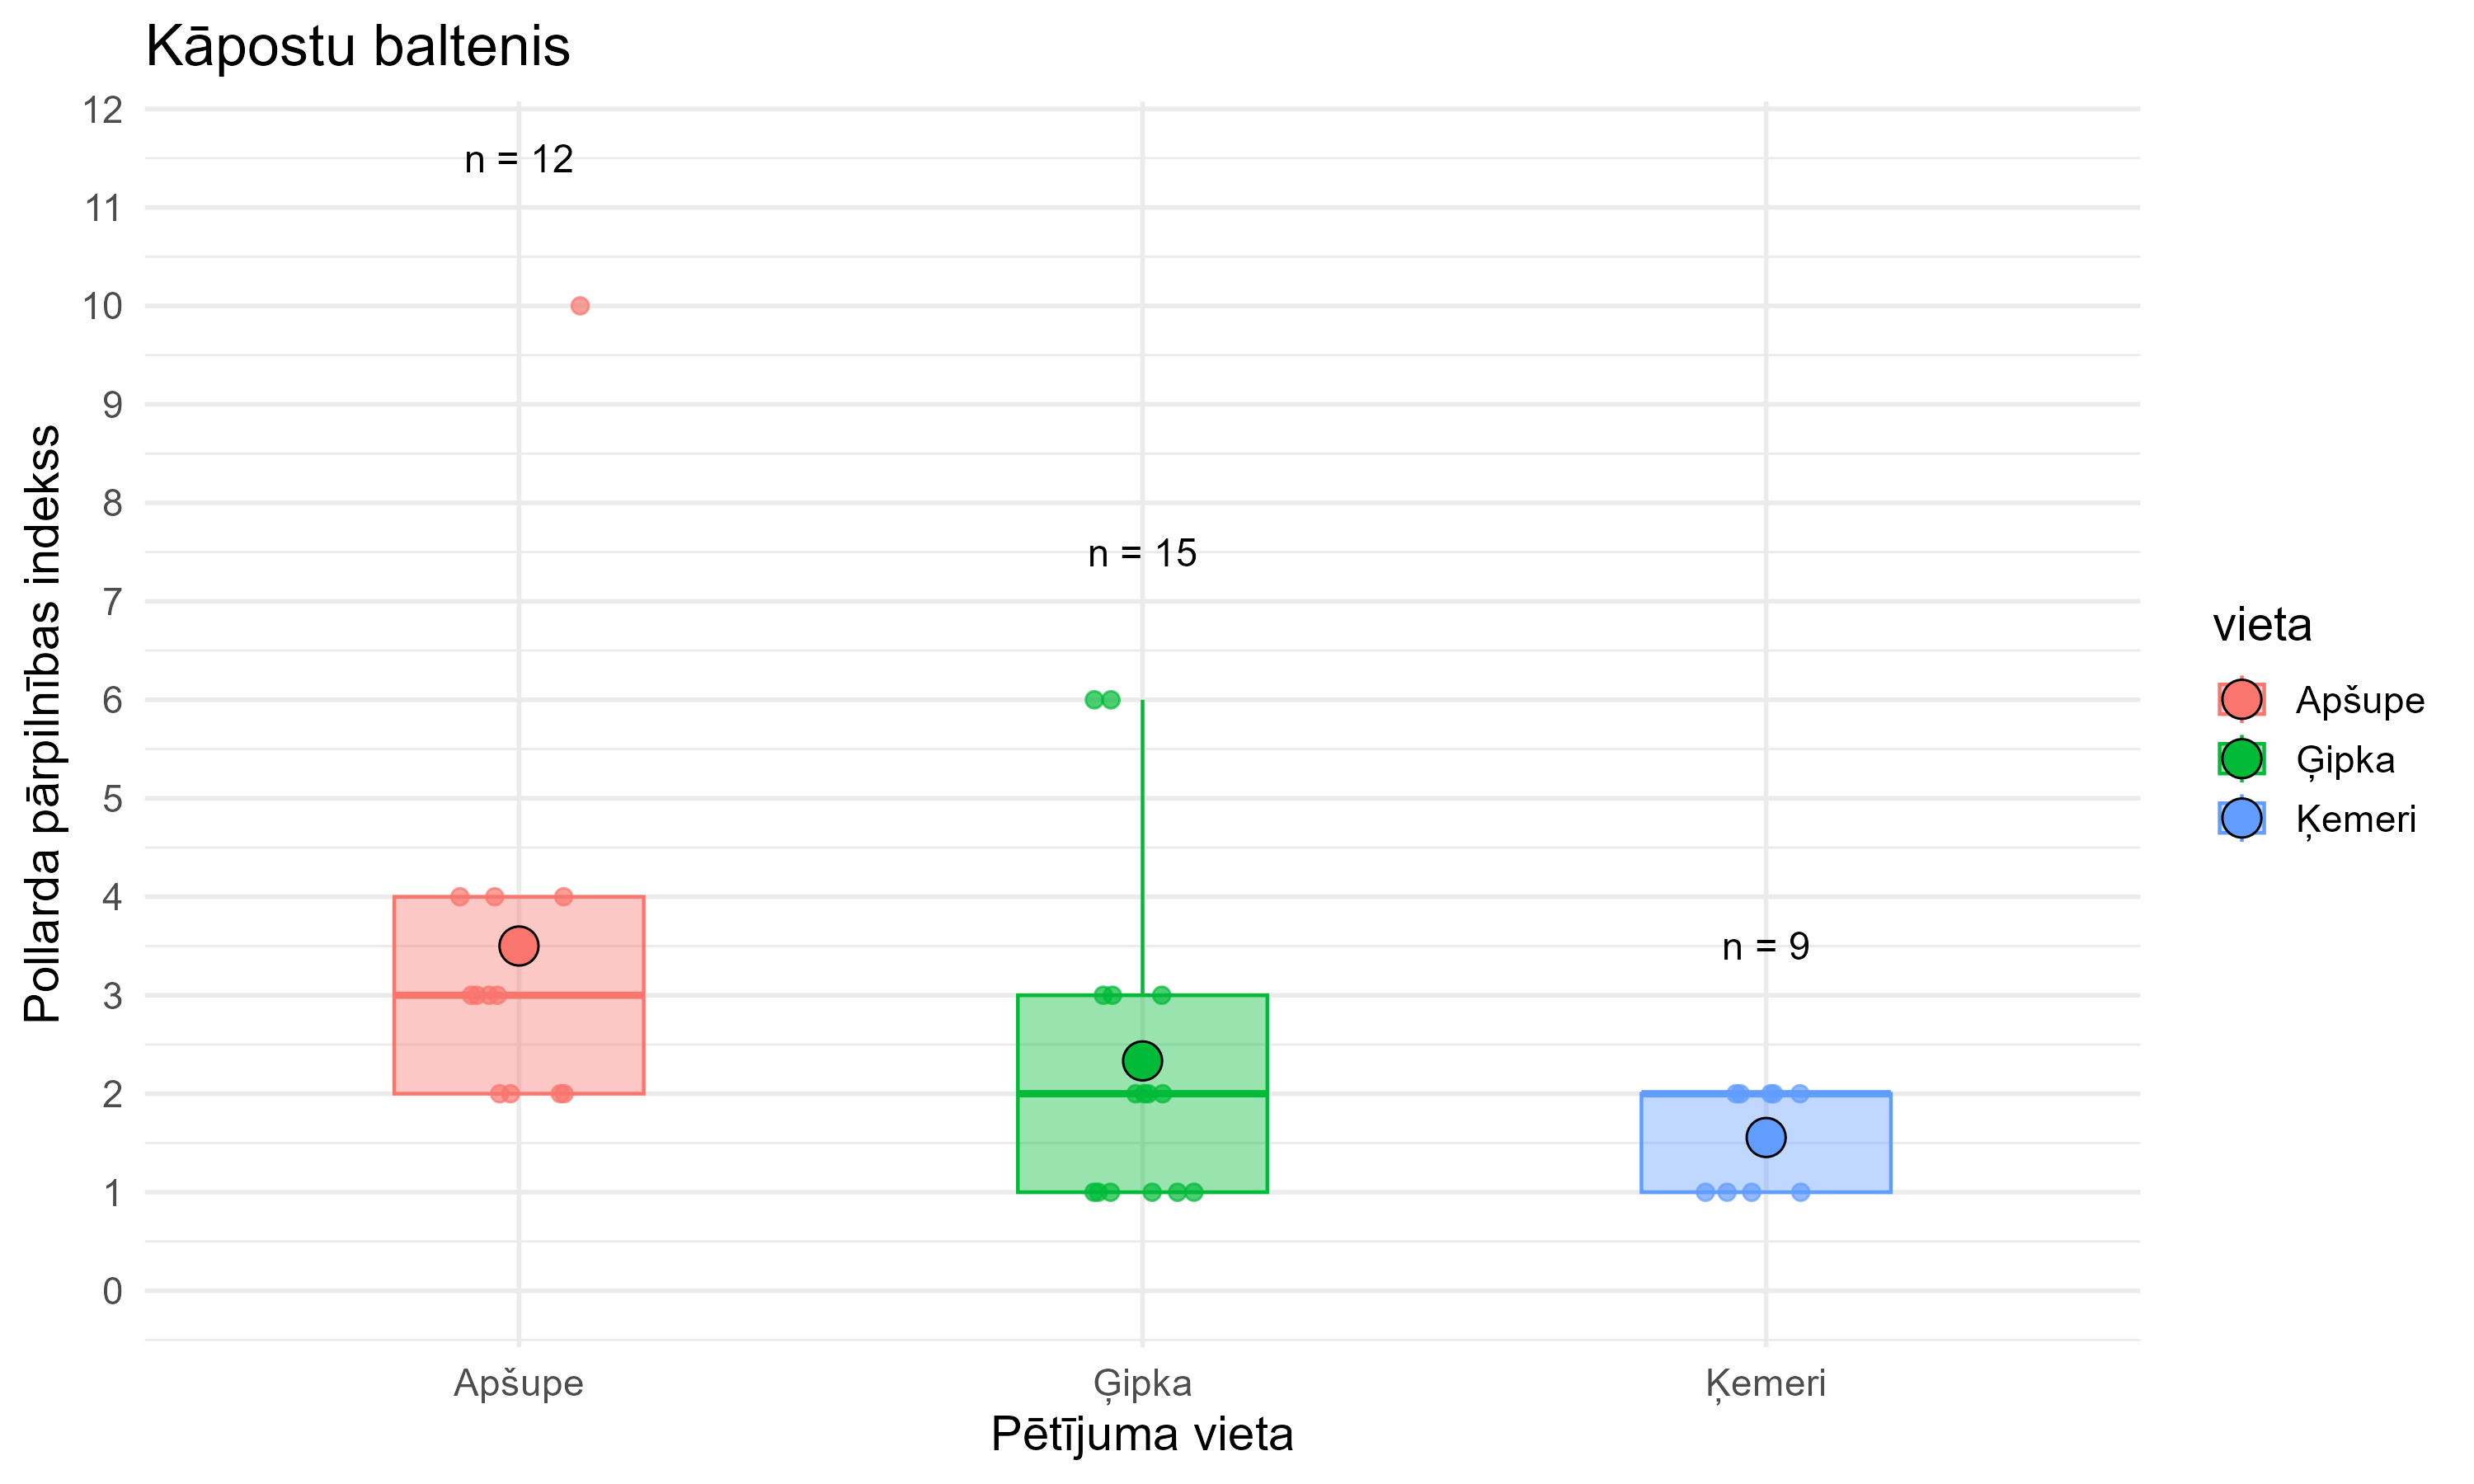 Kāpostu baltenis
Pollarda pārpilnības indekss
12
11
10
9
8
7
6
5
4
3
2
1
0
n = 12
n = 15
n = 9
Apšupe
Ģipka
Ķemeri
Pētījuma vieta
vieta
Apšupe
Ģipka
Ķemeri